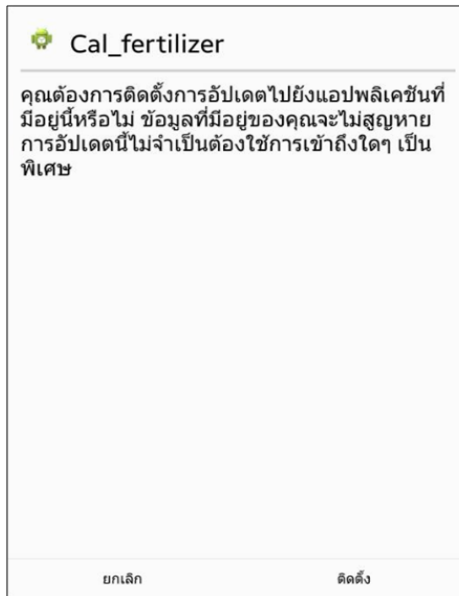 Cal_fertilizer
คุณต้องการติดตั้งการอัปเดตไปยังแอปพลิเคชันที่
มีอยู่นี้หรือไม่ ข้อมูลที่มีอยู่ของคุณจะไม่สูญหาย
การอัปเดตนี้ไม่จำเป็นต้องใช้การเข้าถึงใดๆ เป็น
พิเศษ
ยกเลิก
ติดตั้ง